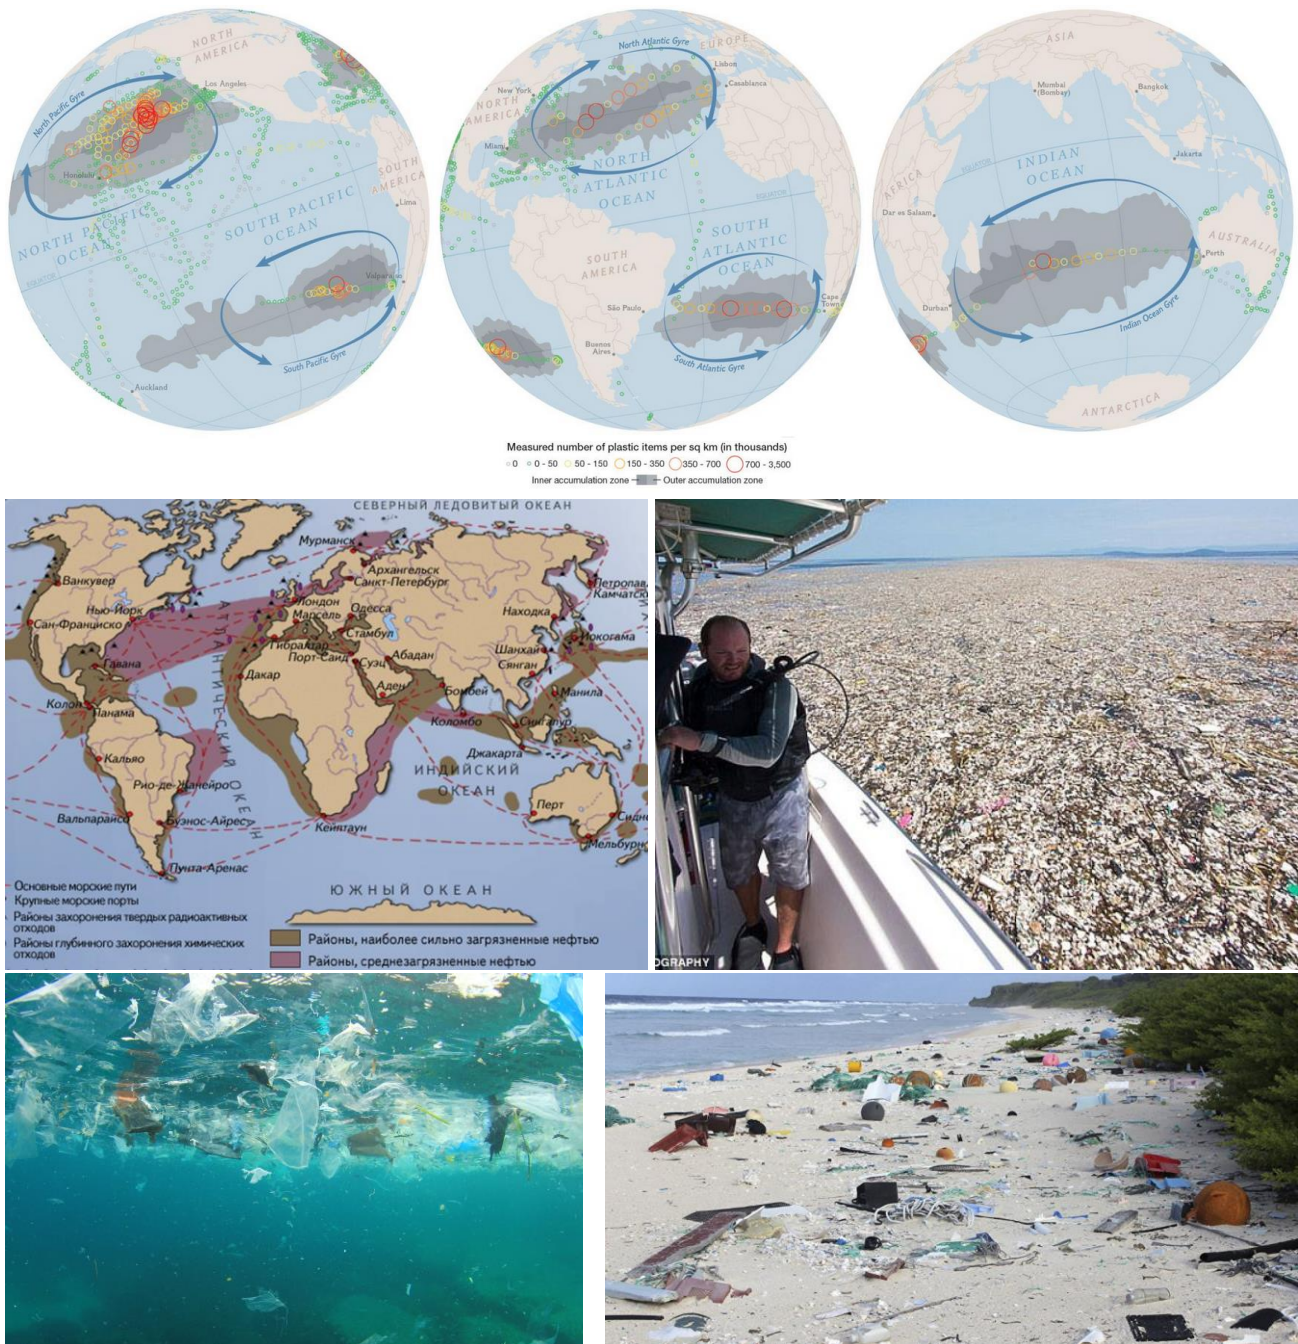 NORTH
AMERICA
North Pacific Gyre
Los Angeles
Honolulu
NORTH PACIFIC
OCEAN
EQUATOR
SOUTH PACIFIC
OCEAN
SOUTH
AMERICA
Lima
Valparaiso
South Pacific Gyre
Auckland
North Atlantic Gyre
EUROPE
Lisbon
Casablanca
New York
NORTH
AMERICA
Miami
NORTH
ATLANTIC
OCEAN
EQUATOR
SOUTH
AMERICA
SOUTH
ATLANTIC
OCEAN
São Paulo
Cape
Town
Buenos
Aires
South Atlantic Gyre
ASIA
Mumbai
(Bombay)
Bangkok
EQUATOR
INDIAN
OCEAN
Jakarta
AFRICA
Dar es Salaam
AUSTRALIA
Perth
Durban
Indian Ocean Gyre
ANTARCTICA
Measured number of plastic items per sq km (in thousands)
0 0 - 50 50 - 150 150 - 350 350 - 700 700 - 3,500
Inner accumulation zone Outer accumulation zone
СЕВЕРНЫЙ ЛЕДОВИТЫЙ ОКЕАН
Мурманск
Архангельск
Санкт-Петербург
Ванкувер
Петропав
Камчатск
Нью-Йорк
Лондон
Одесса
Находка
Сан-Франциско
Марсель
Стамбул
Иокогама
Гибралтар
Порт-Саид
Абадан
Шанхай
Суэц
Сянган
Гавана
Дакар
Аден
Бомбей
Манила
Колон
Панама
Коломбо
Сингапур
АТЛАНТИЧЕСКИЙ ОКЕАН
Джакарта
Кальяо
ИНДИЙСКИЙ
ОКЕАН
Рио-де-Жанейро
Перт
Сидн
Вальпараисо
Буэнос-Айрес
Кейптаун
Мельбурн
Пунта-Аренас
Основные морские пути
Крупные морские порты
Районы захоронения твердых радиоактивных
отходов
Районы глубинного захоронения химических
отходов
ЮЖНЫЙ ОКЕАН
Районы, наиболее сильно загрязненные нефтью
Районы, среднезагрязненные нефтью
OGRAPHY